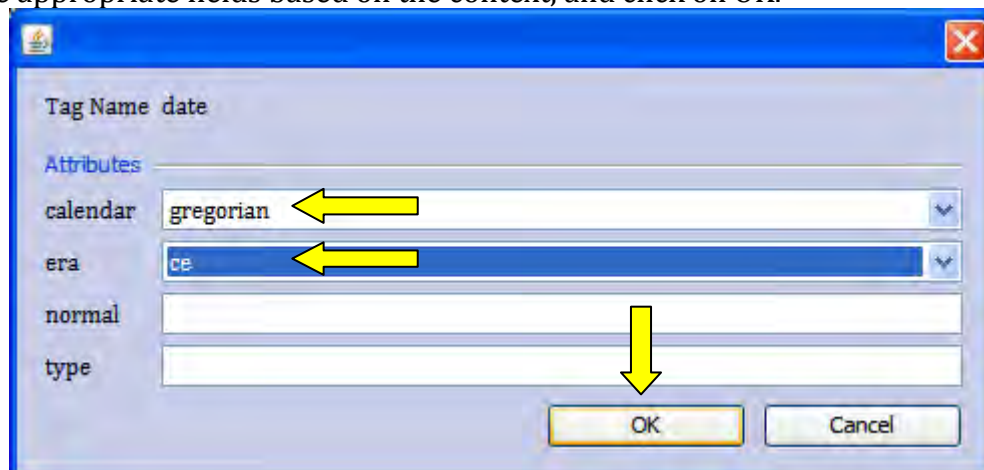 appropriate fields based on the context, and click on OK.
Tag Name date
Attributes
calendar gregorian
era ce
normal
type
OK Cancel